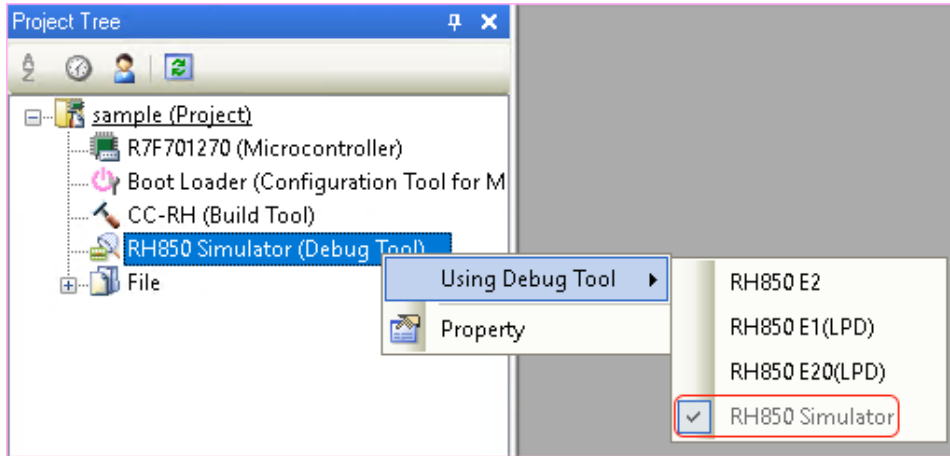 Project Tree
sample (Project)
R7F701270 (Microcontroller)
Boot Loader (Configuration Tool for M
CC-RH (Build Tool)
RH850 Simulator (Debug Tool)
File
Using Debug Tool
Property
RH850 E2
RH850 E1(LPD)
RH850 E20(LPD)
RH850 Simulator